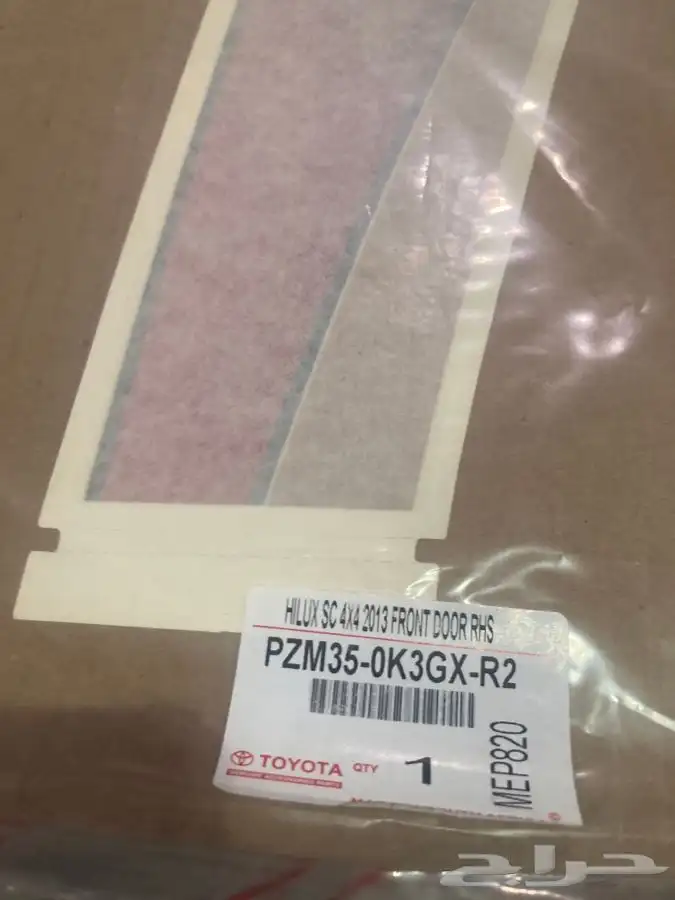 HILUX SC 4X4 2013 FRONT DOOR RHS
PZM35-0K3GX-R2
TOYOTA QTY 1
MEP820
حراج